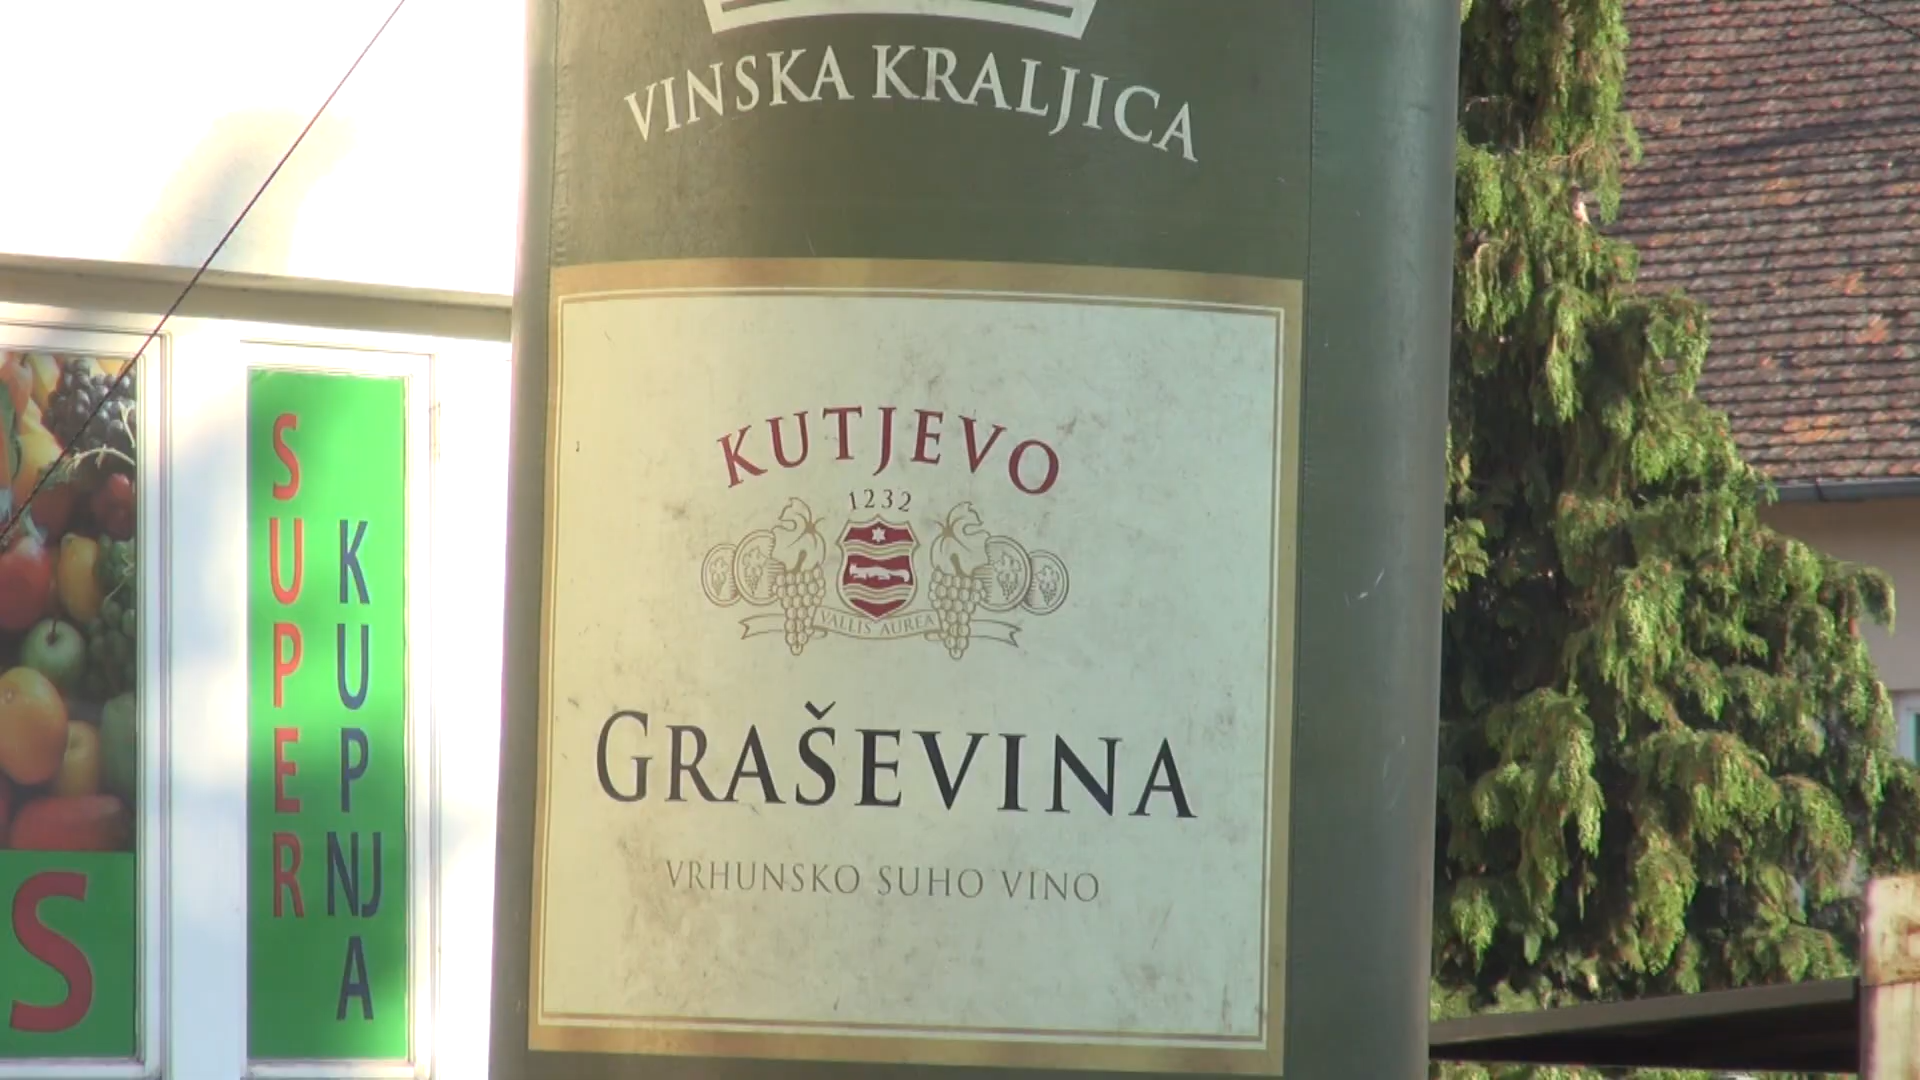 VINSKA KRALJICA
KUTJEVO
1232
VALLIS AUREA
GRAŠEVINA
VRHUNSKO SUHO VINO
SUPER
KUPNJA
S